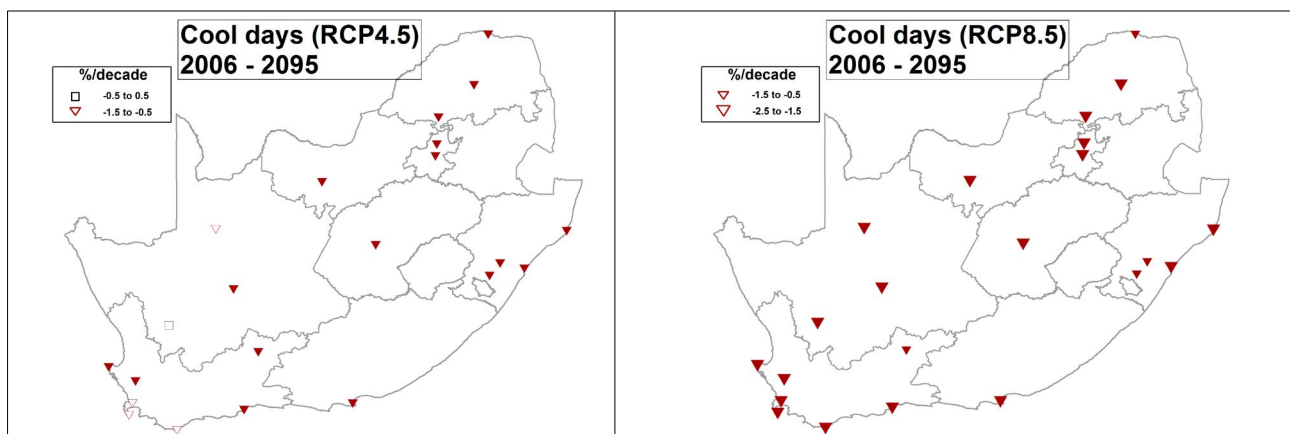 Cool days (RCP4.5)
2006 - 2095
%/decade
-0.5 to 0.5
-1.5 to -0.5
Cool days (RCP8.5)
2006 - 2095
%/decade
-1.5 to -0.5
-2.5 to -1.5